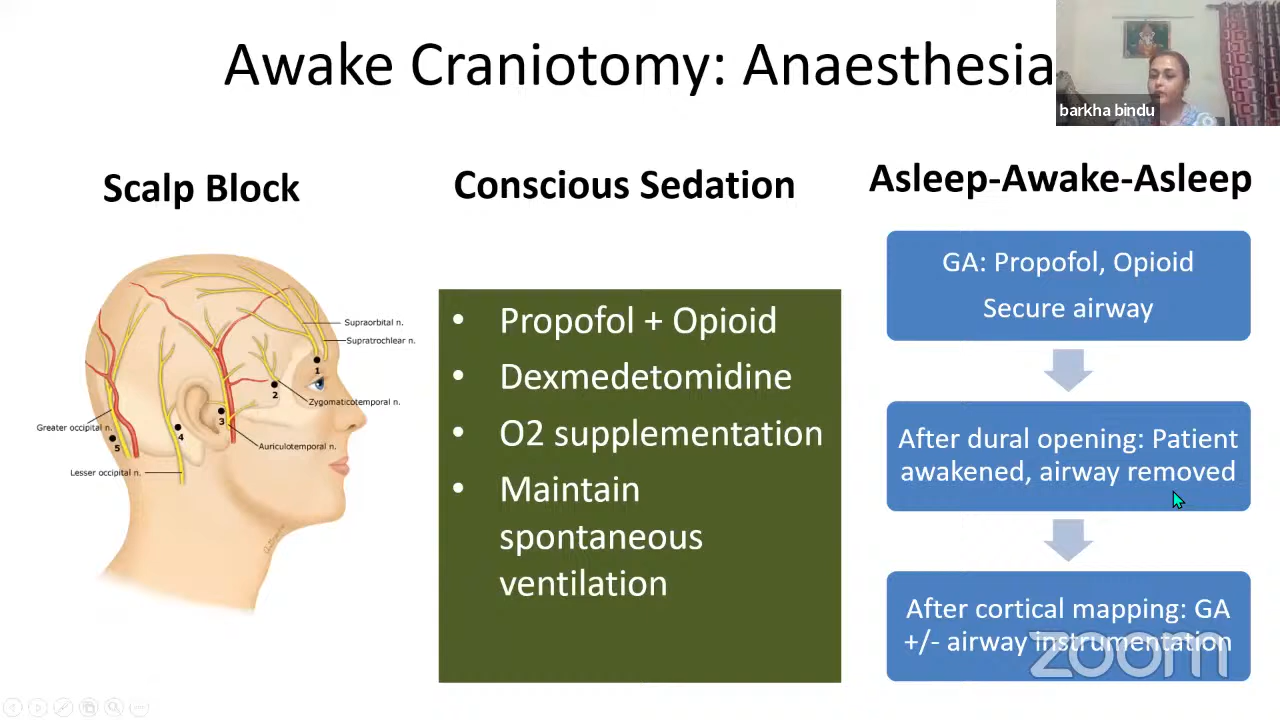 Awake Craniotomy: Anaesthesia
barkha bindu
Scalp Block
Supraorbital n.
Supratrochlear n.
1
2
Zygomaticotemporal n.
3
Greater occipital n.
4
5
Auriculotemporal n.
Lesser occipital n.
Conscious Sedation
• Propofol + Opioid
• Dexmedetomidine
• O2 supplementation
• Maintain
spontaneous
ventilation
Asleep-Awake-Asleep
GA: Propofol, Opioid
Secure airway
After dural opening: Patient
awakened, airway removed
After cortical mapping: GA
+/- airway instrumentation
zoom